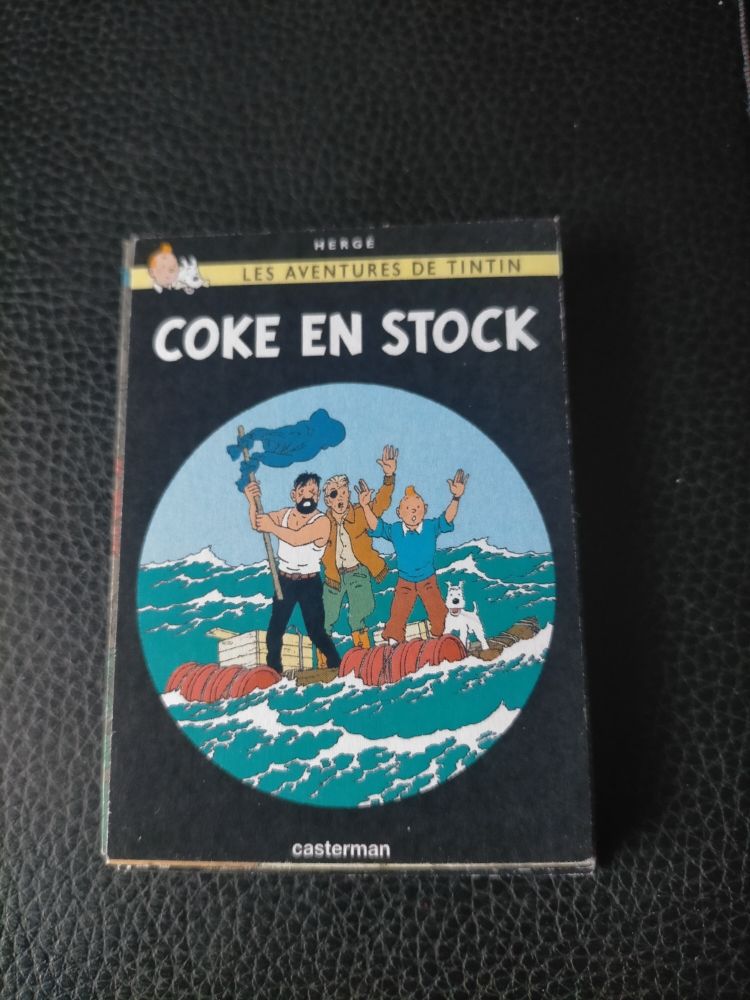 HERGÉ
LES AVENTURES DE TINTIN
COKE EN STOCK
casterman